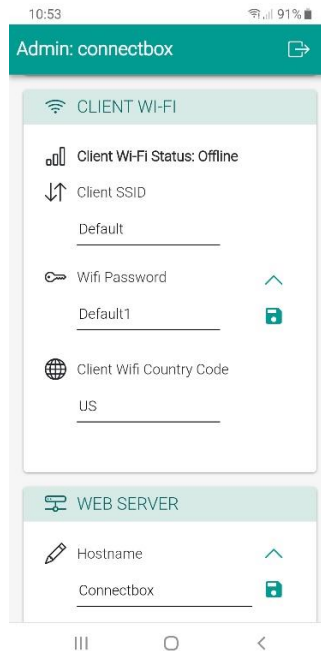 10:53 91%
Admin: connectbox
CLIENT WI-FI
Client Wi-Fi Status: Offline
Client SSID
Default
Wifi Password
Default1
Client Wifi Country Code
US
WEB SERVER
Hostname
Connectbox